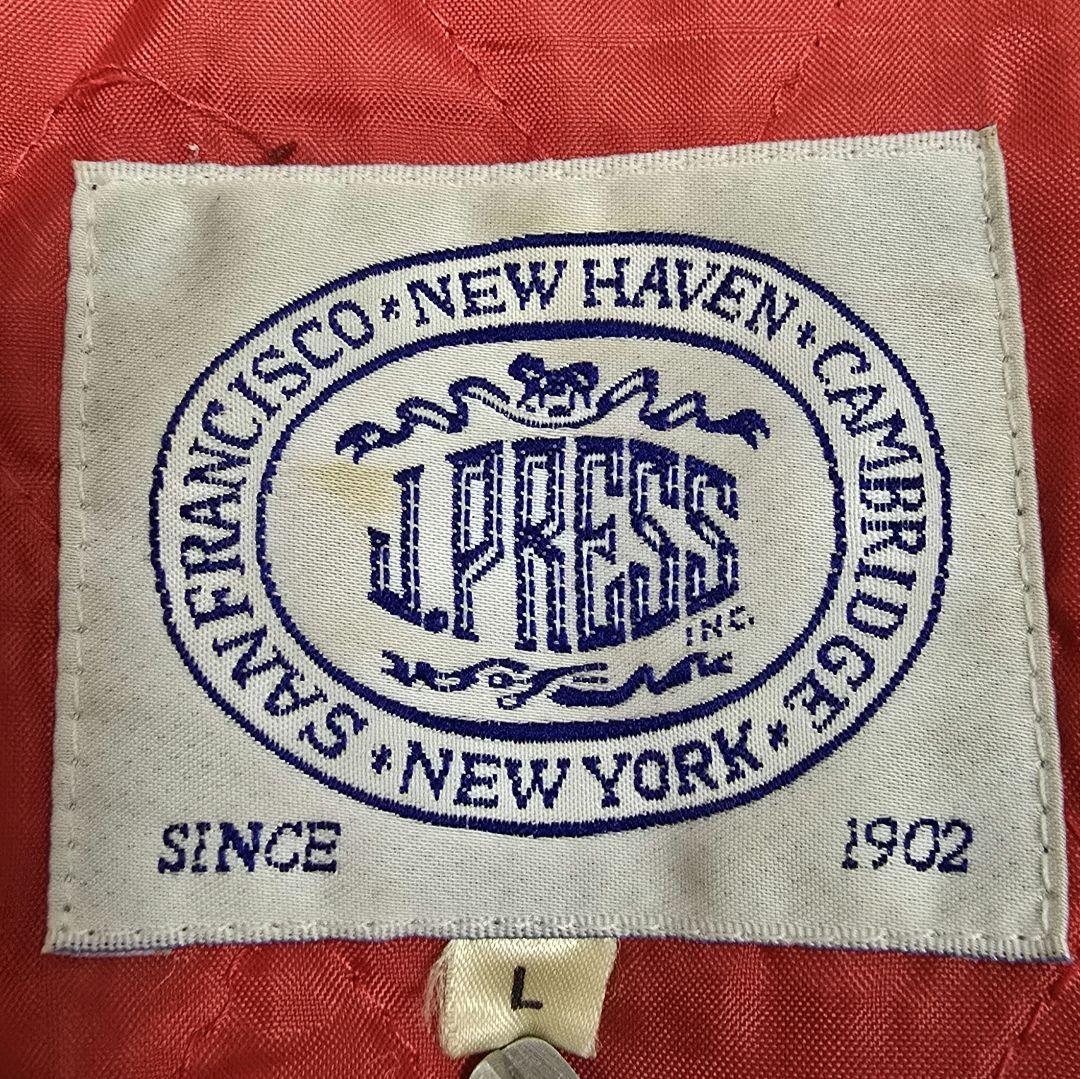 SAN FRANCISCO * NEW HAVEN * CAMBRIDGE * NEW YORK *
J. PRESS
INC.
SINCE 1902
L